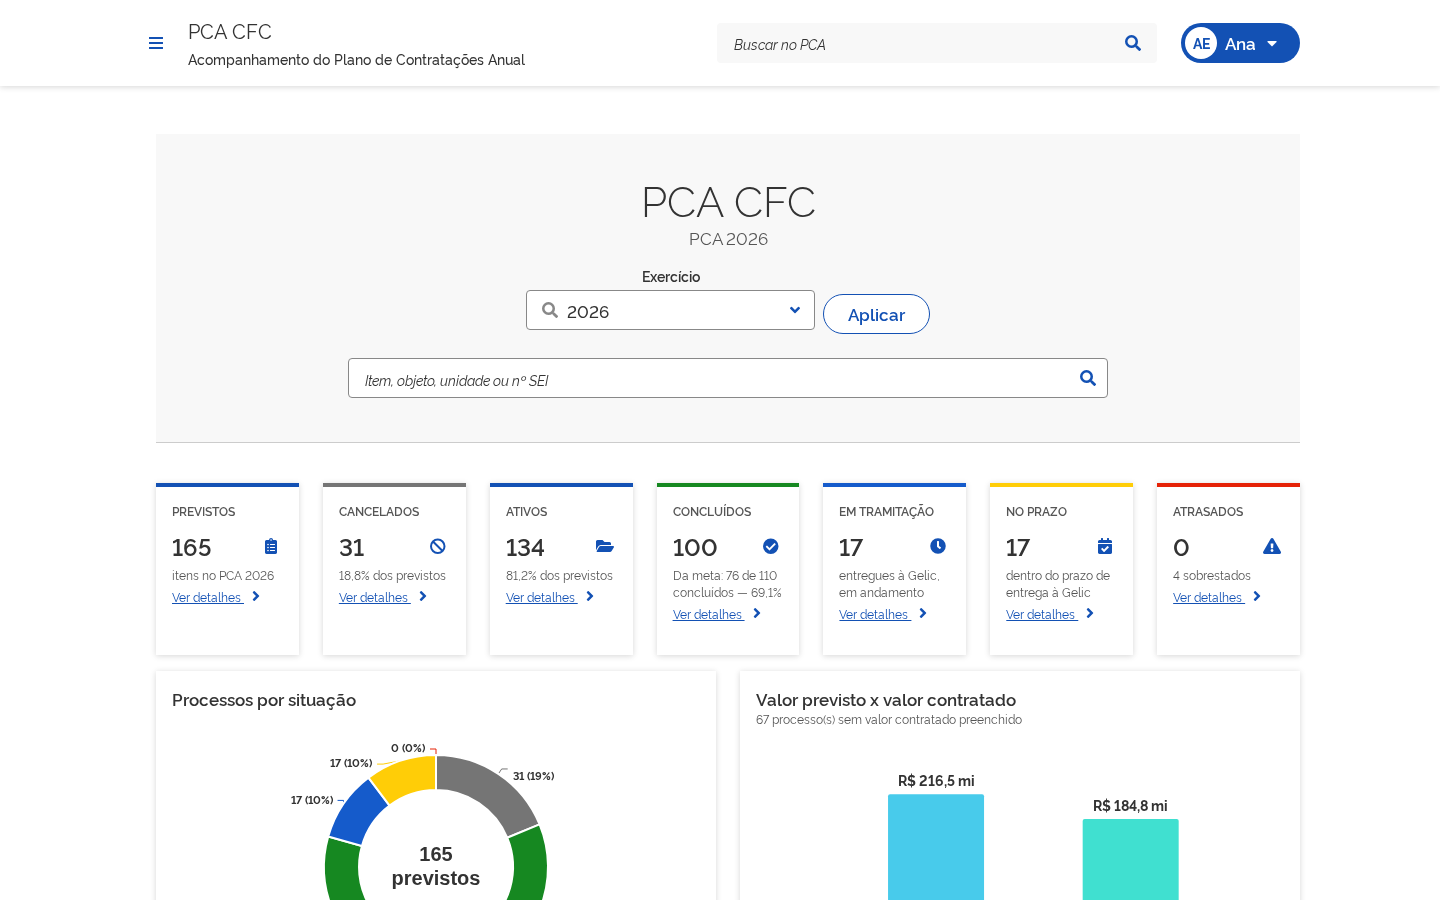 PCA CFC
Acompanhamento do Plano de Contratações Anual
Buscar no PCA
AE
Ana
PCA CFC
PCA 2026
Exercício
2026
Aplicar
Item, objeto, unidade ou nº SEI
PREVISTOS
165
itens no PCA 2026
Ver detalhes
CANCELADOS
31
18,8% dos previstos
Ver detalhes
ATIVOS
134
81,2% dos previstos
Ver detalhes
CONCLUÍDOS
100
Da meta: 76 de 110
concluídos — 69,1%
Ver detalhes
EM TRAMITAÇÃO
17
entregues à Gelic,
em andamento
Ver detalhes
NO PRAZO
17
dentro do prazo de
entrega à Gelic
Ver detalhes
ATRASADOS
0
4 sobrestados
Ver detalhes
Processos por situação
0 (0%)
17 (10%)
31 (19%)
17 (10%)
165
previstos
Valor previsto x valor contratado
67 processo(s) sem valor contratado preenchido
R$ 216,5 mi
R$ 184,8 mi